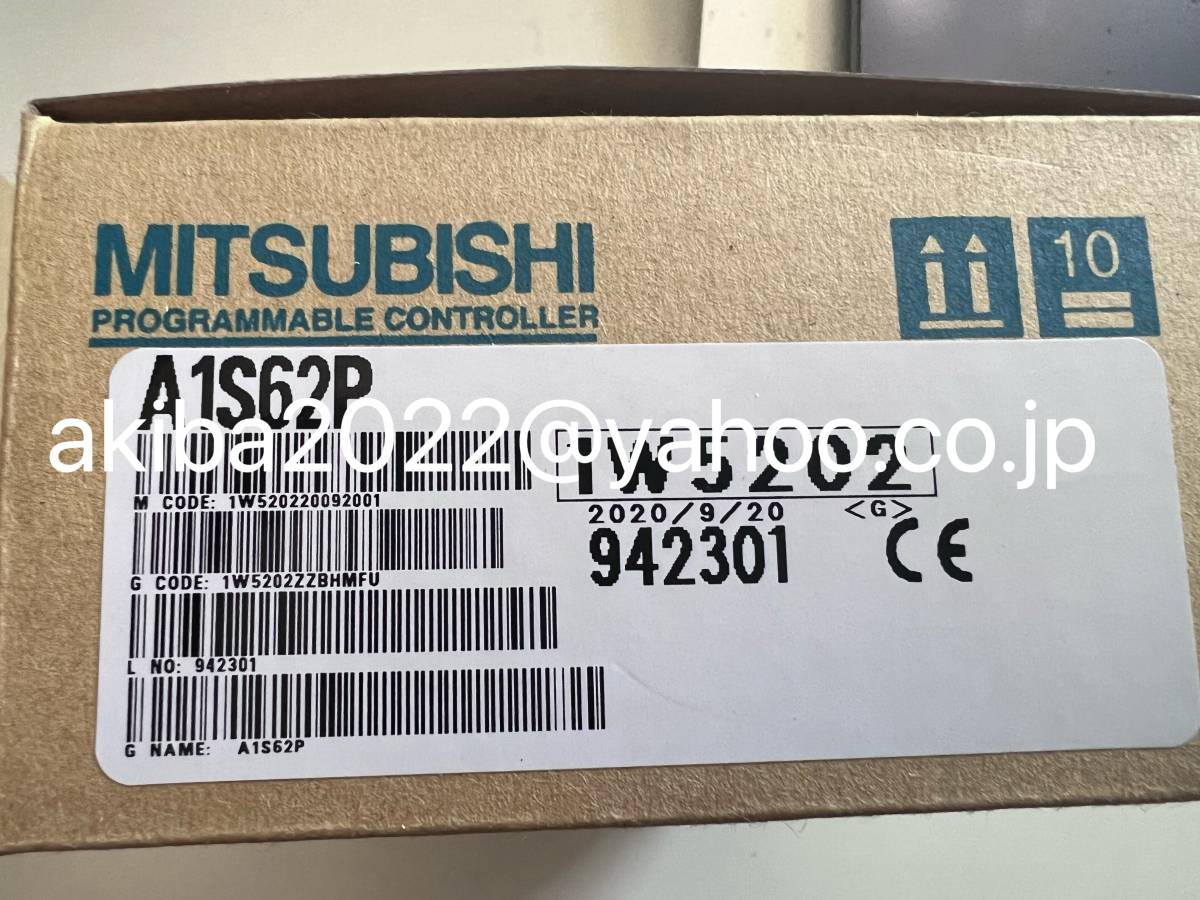 MITSUBISHI
PROGRAMMABLE CONTROLLER
10
A1S62P
akiba2022@yahoo.co.jp
1W5202
M CODE: 1W520220092001
2020/9/20 <G>
942301 CE
G CODE: 1W5202ZZBHMFU
L NO: 942301
G NAME: A1S62P